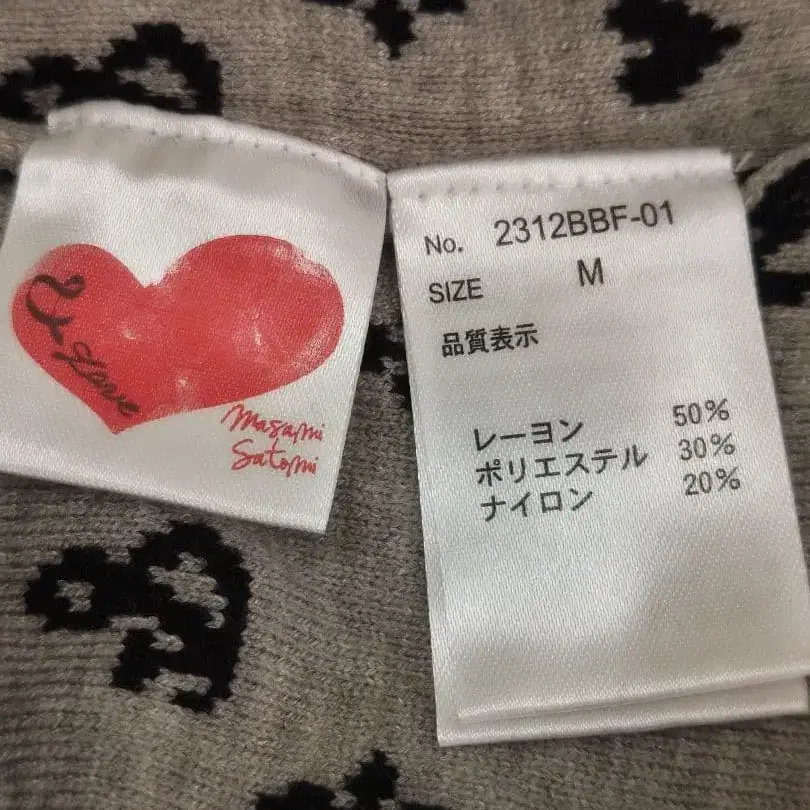 Love
Masami
Satomi
No. 2312BBF-01
SIZE M
品質表示
レーヨン 50%
ポリエステル 30%
ナイロン 20%